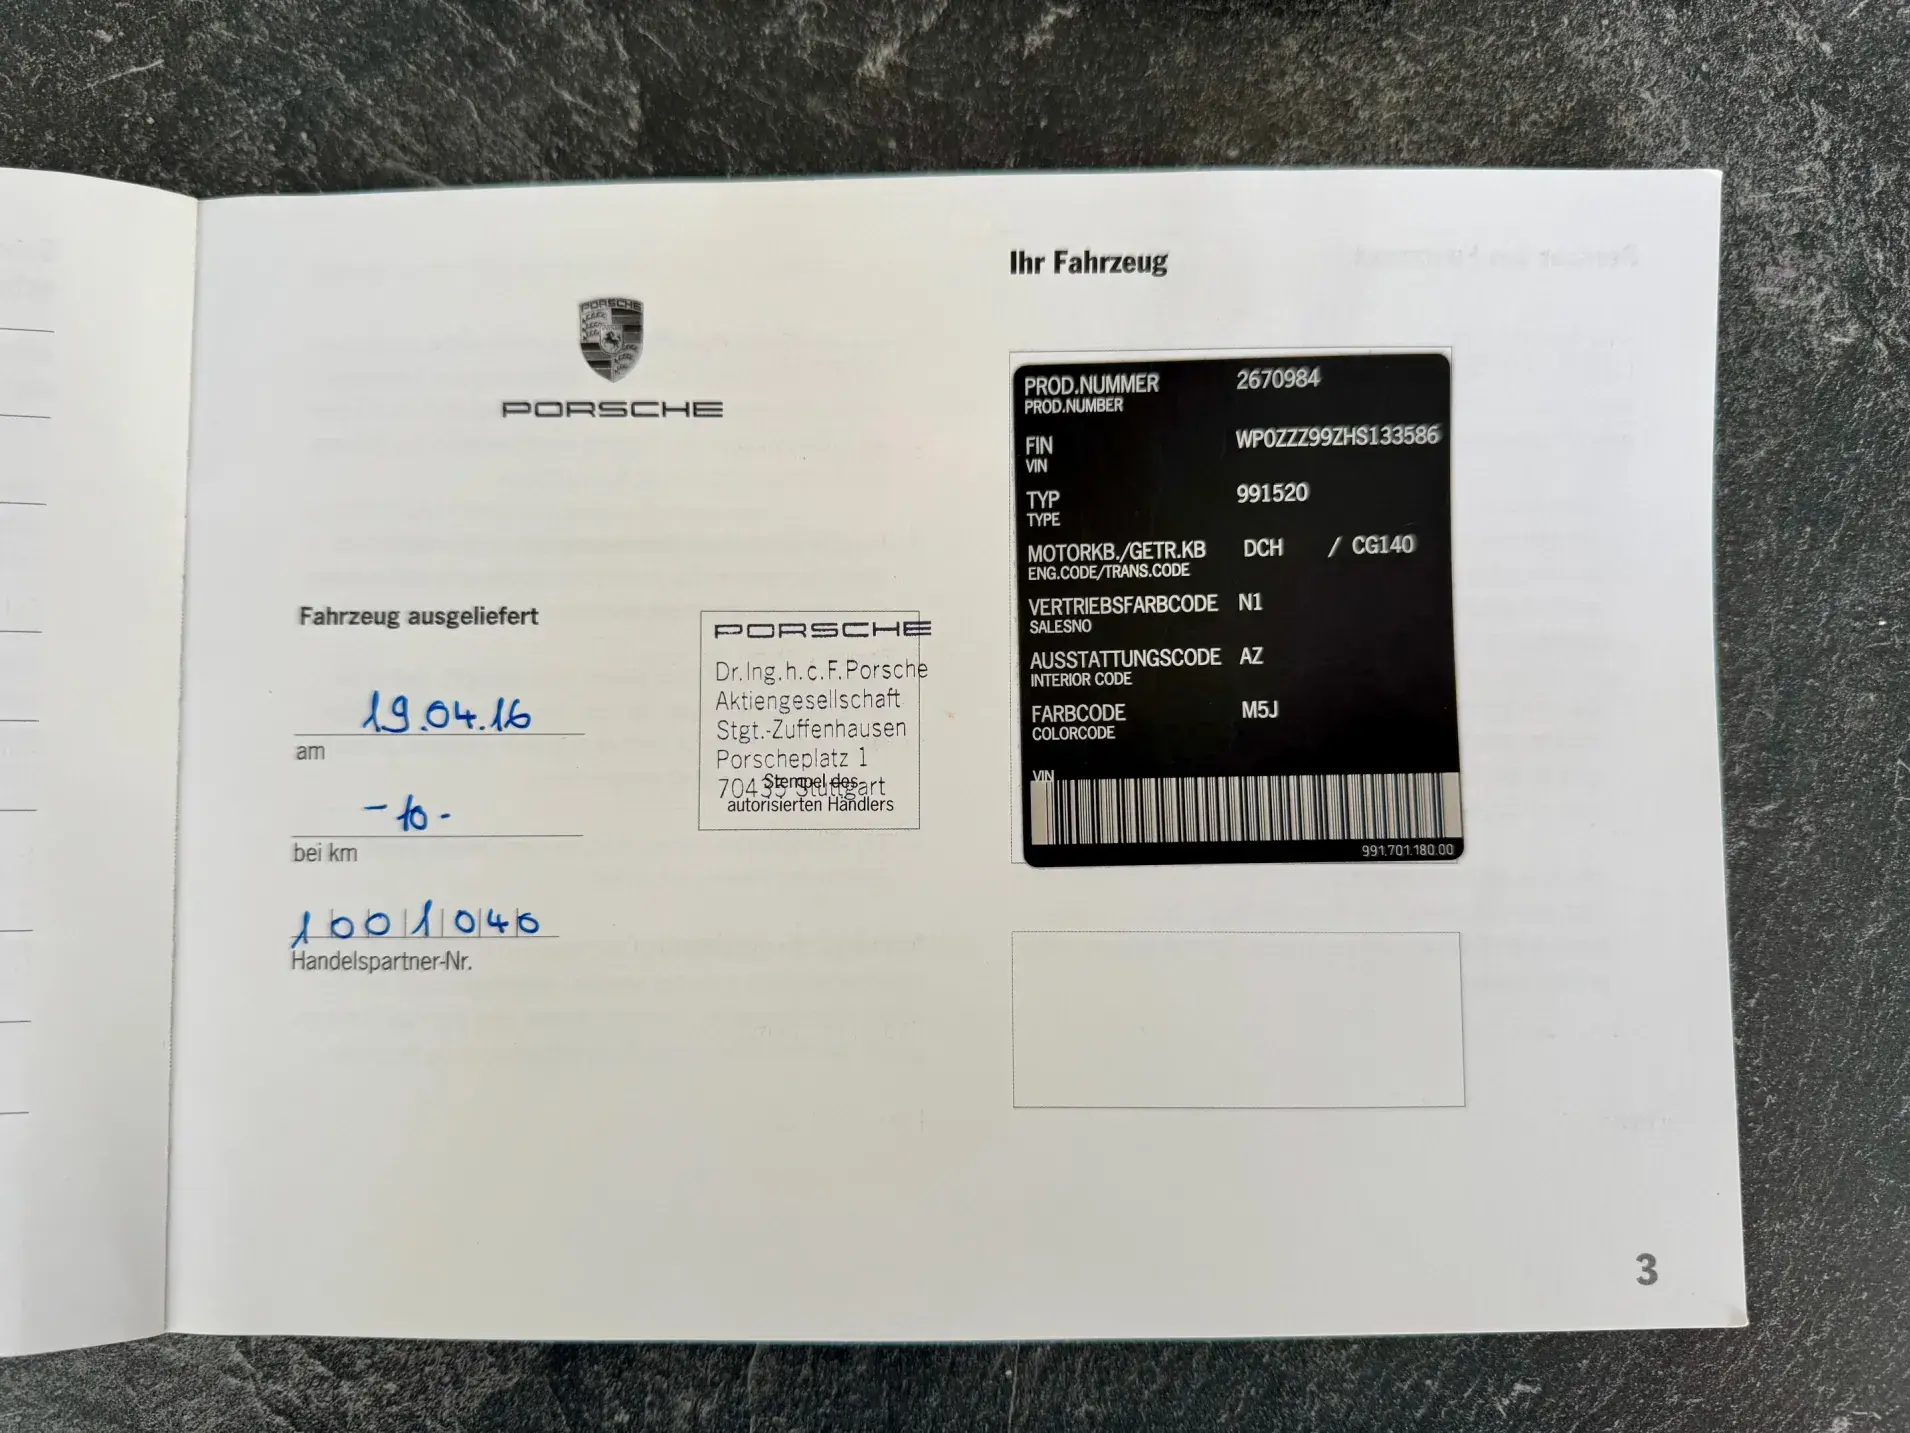 PORSCHE
PORSCHE
Fahrzeug ausgeliefert
19.04.16
am
-10-
bei km
1001040
Handelspartner-Nr.
PORSCHE
Dr.Ing.h.c.F.Porsche
Aktiengesellschaft
Stgt.-Zuffenhausen
Porscheplatz 1
70435 Stuttgart
Stempel des
autorisierten Händlers
Ihr Fahrzeug
PROD.NUMMER 2670984
PROD.NUMBER
FIN WP0ZZZ99ZHS133586
VIN
TYP 991520
TYPE
MOTORKB./GETR.KB DCH / CG140
ENG.CODE/TRANS.CODE
VERTRIEBSFARBCODE N1
SALESNO
AUSSTATTUNGSCODE AZ
INTERIOR CODE
FARBCODE M5J
COLORCODE
VIN
991.701.180.00
3